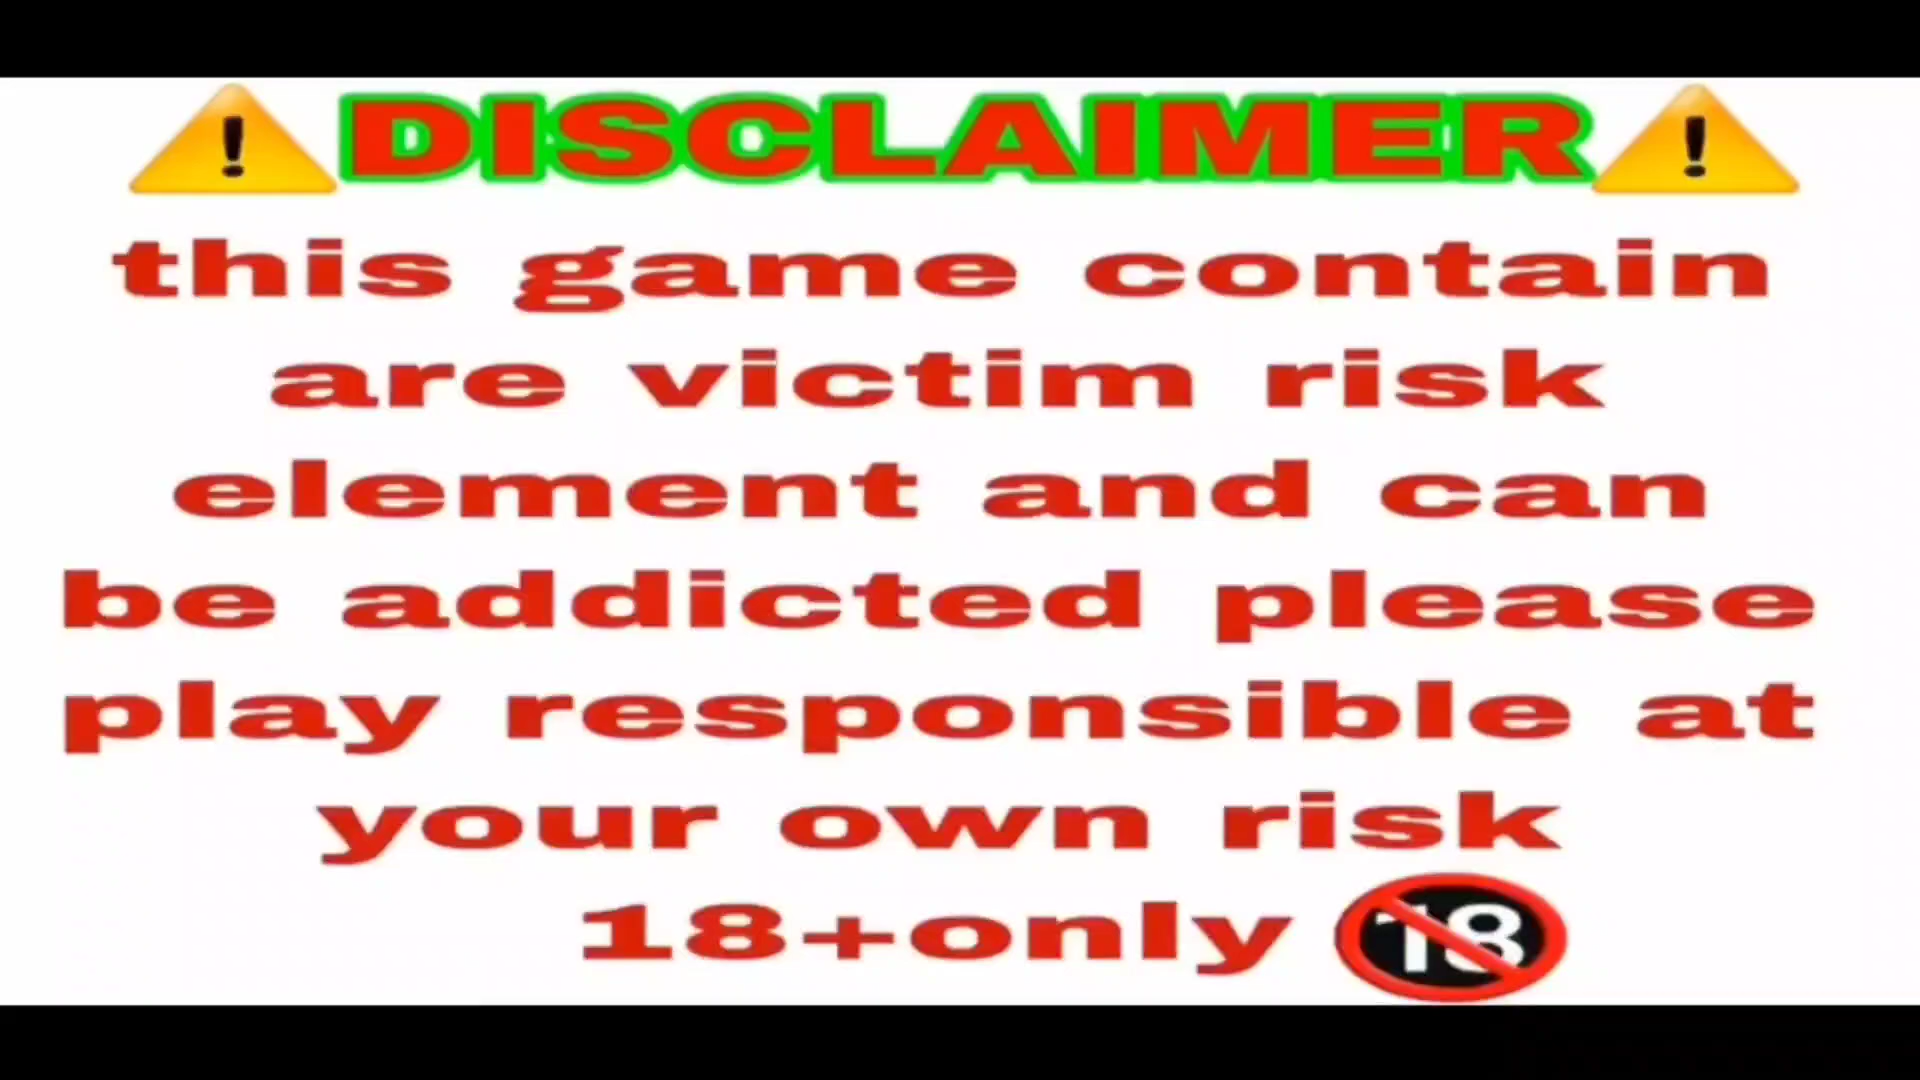 ⚠️DISCLAIMER⚠️
this game contain
are victim risk
element and can
be addicted please
play responsible at
your own risk
18+only 🔞